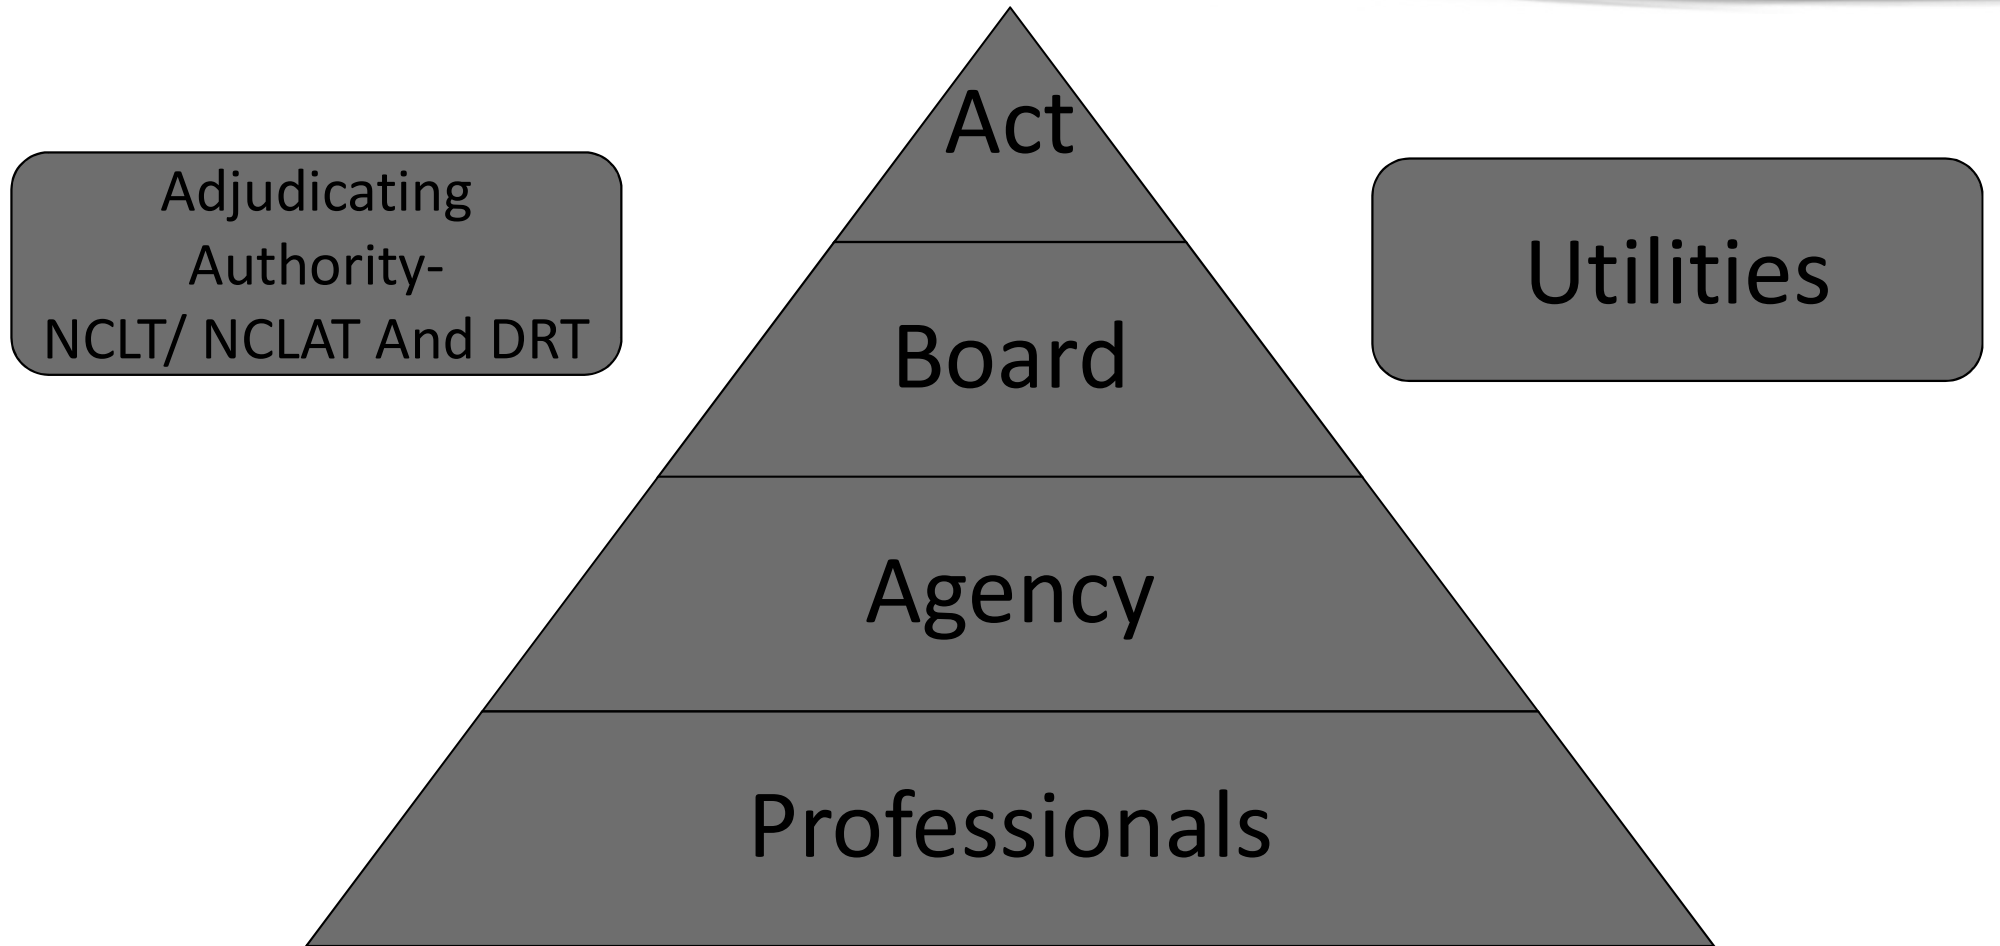 Act
Adjudicating
Authority-
NCLT/ NCLAT And DRT
Utilities
Board
Agency
Professionals